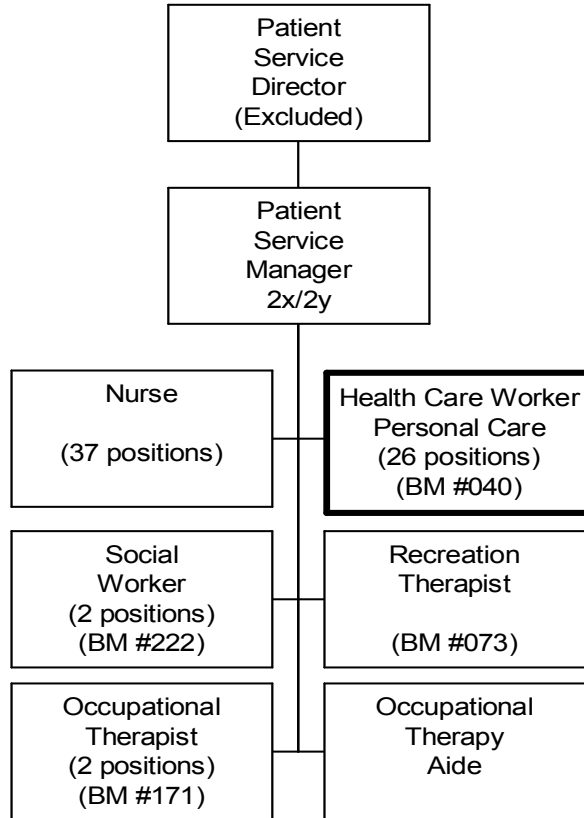 Patient
Service
Director
(Excluded)
Patient
Service
Manager
2x/2y
Nurse
(37 positions)
Health Care Worker
Personal Care
(26 positions)
(BM #040)
Social
Worker
(2 positions)
(BM #222)
Recreation
Therapist
(BM #073)
Occupational
Therapist
(2 positions)
(BM #171)
Occupational
Therapy
Aide